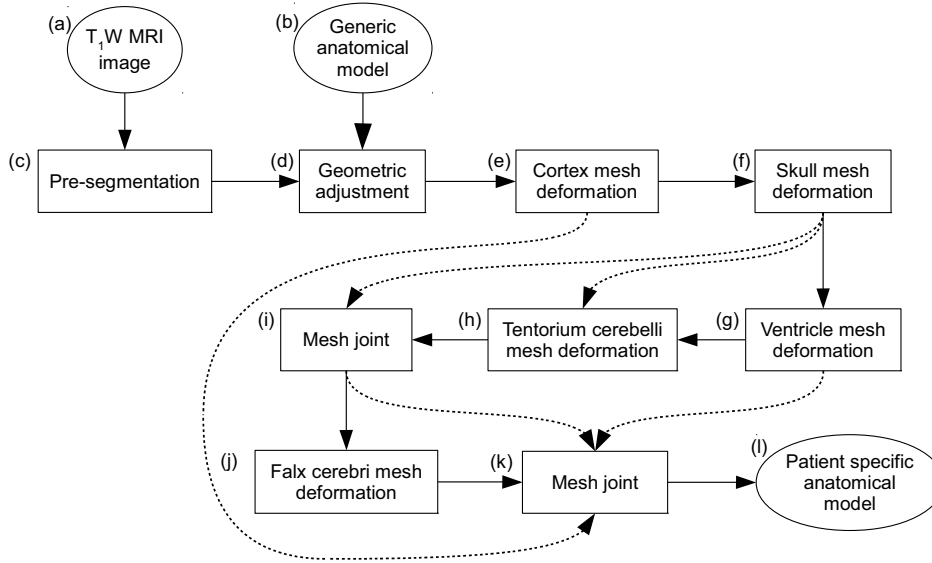 (a)
T₁W MRI
image
(b)
Generic
anatomical
model
(c)
Pre-segmentation
(d)
Geometric
adjustment
(e)
Cortex mesh
deformation
(f)
Skull mesh
deformation
(i)
Mesh joint
(h)
Tentorium cerebelli
mesh deformation
(g)
Ventricle mesh
deformation
(j)
Falx cerebri mesh
deformation
(k)
Mesh joint
(l)
Patient specific
anatomical
model